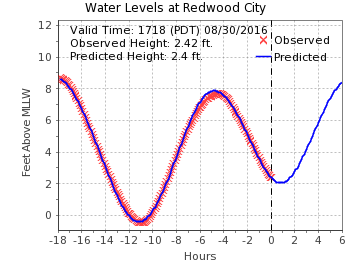 Water Levels at Redwood City
Valid Time: 1718 (PDT) 08/30/2016
Observed Height: 2.42 ft.
Predicted Height: 2.4 ft.
Observed
Predicted
Feet Above MLLW
12
10
8
6
4
2
0
-18 -16 -14 -12 -10 -8 -6 -4 -2 0 2 4 6
Hours